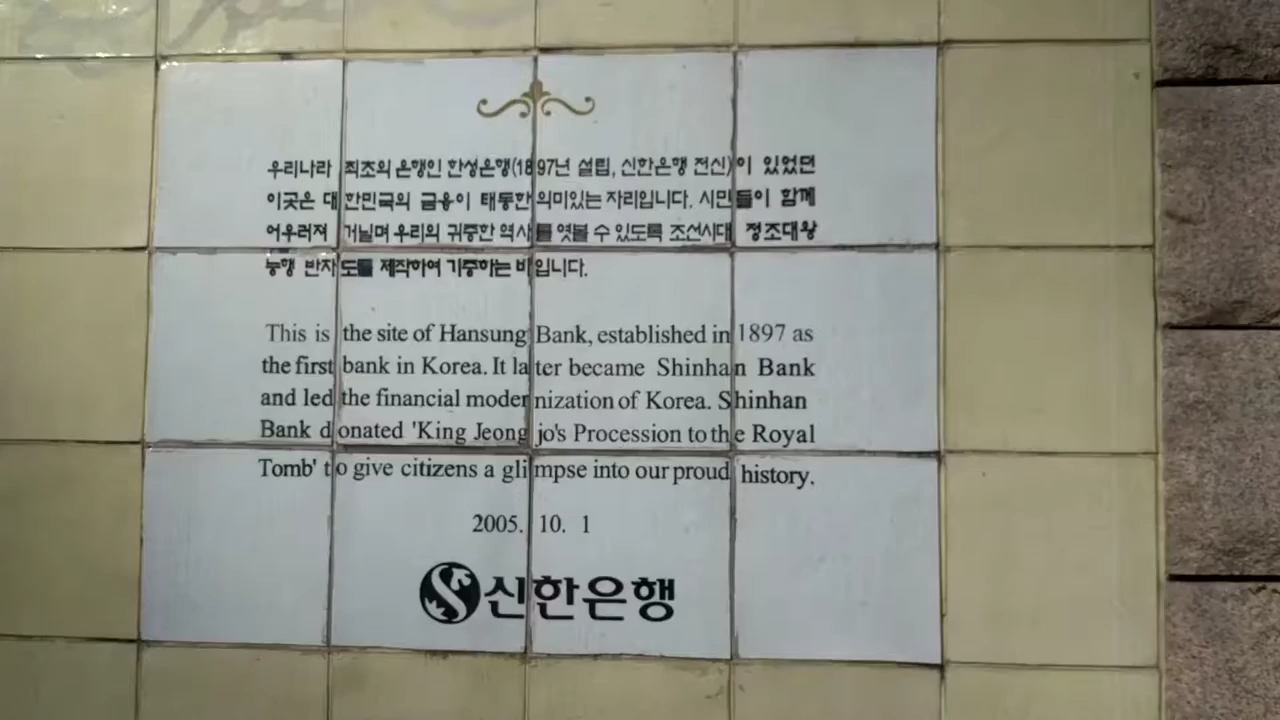 우리나라 최초의 은행인 한성은행(1897년 설립, 신한은행 전신)이 있었던
이곳은 대한민국의 금융이 태동한 의미있는 자리입니다. 시민들이 함께
어우러져 거닐며 우리의 귀중한 역사를 엿볼 수 있도록 조선시대 정조대왕
능행 반차도를 제작하여 기증하는 바입니다.
This is the site of Hansung Bank, established in 1897 as
the first bank in Korea. It later became Shinhan Bank
and led the financial modernization of Korea. Shinhan
Bank donated 'King Jeongjo's Procession to the Royal
Tomb' to give citizens a glimpse into our proud history.
2005. 10. 1
신한은행